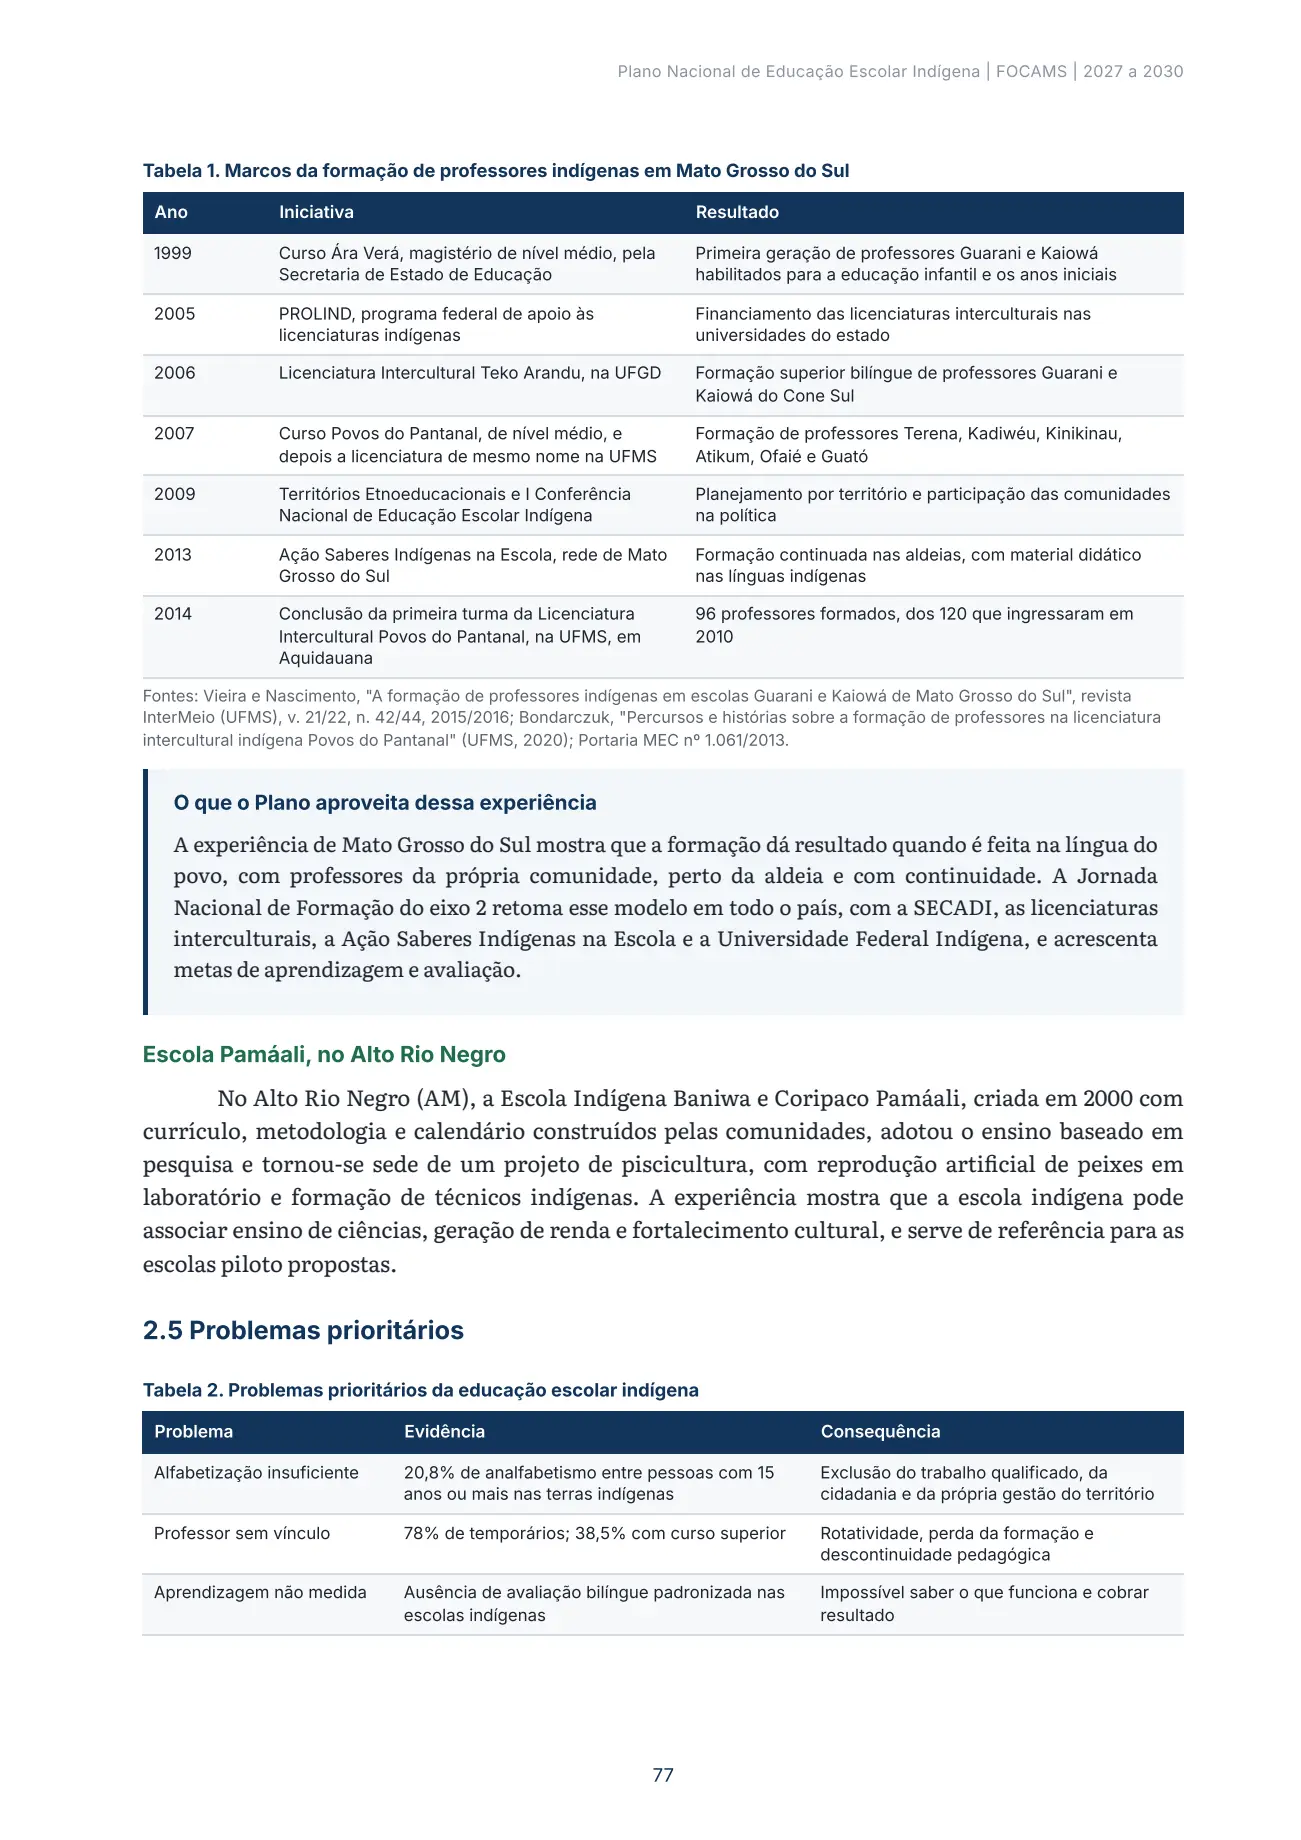 Plano Nacional de Educação Escolar Indígena | FOCAMS | 2027 a 2030
Tabela 1. Marcos da formação de professores indígenas em Mato Grosso do Sul
Ano Iniciativa Resultado
1999 Curso Ára Verá, magistério de nível médio, pela Primeira geração de professores Guarani e Kaiowá
Secretaria de Estado de Educação habilitados para a educação infantil e os anos iniciais
2005 PROLIND, programa federal de apoio às Financiamento das licenciaturas interculturais nas
licenciaturas indígenas universidades do estado
2006 Licenciatura Intercultural Teko Arandu, na UFGD Formação superior bilíngue de professores Guarani e
Kaiowá do Cone Sul
2007 Curso Povos do Pantanal, de nível médio, e Formação de professores Terena, Kadiwéu, Kinikinau,
depois a licenciatura de mesmo nome na UFMS Atikum, Ofaié e Guató
2009 Territórios Etnoeducacionais e I Conferência Planejamento por território e participação das comunidades
Nacional de Educação Escolar Indígena na política
2013 Ação Saberes Indígenas na Escola, rede de Mato Formação continuada nas aldeias, com material didático
Grosso do Sul nas línguas indígenas
2014 Conclusão da primeira turma da Licenciatura 96 professores formados, dos 120 que ingressaram em
Intercultural Povos do Pantanal, na UFMS, em 2010
Aquidauana
Fontes: Vieira e Nascimento, "A formação de professores indígenas em escolas Guarani e Kaiowá de Mato Grosso do Sul", revista
InterMeio (UFMS), v. 21/22, n. 42/44, 2015/2016; Bondarczuk, "Percursos e histórias sobre a formação de professores na licenciatura
intercultural indígena Povos do Pantanal" (UFMS, 2020); Portaria MEC nº 1.061/2013.
O que o Plano aproveita dessa experiência
A experiência de Mato Grosso do Sul mostra que a formação dá resultado quando é feita na língua do
povo, com professores da própria comunidade, perto da aldeia e com continuidade. A Jornada
Nacional de Formação do eixo 2 retoma esse modelo em todo o país, com a SECADI, as licenciaturas
interculturais, a Ação Saberes Indígenas na Escola e a Universidade Federal Indígena, e acrescenta
metas de aprendizagem e avaliação.
Escola Pamáali, no Alto Rio Negro
No Alto Rio Negro (AM), a Escola Indígena Baniwa e Coripaco Pamáali, criada em 2000 com
currículo, metodologia e calendário construídos pelas comunidades, adotou o ensino baseado em
pesquisa e tornou-se sede de um projeto de piscicultura, com reprodução artificial de peixes em
laboratório e formação de técnicos indígenas. A experiência mostra que a escola indígena pode
associar ensino de ciências, geração de renda e fortalecimento cultural, e serve de referência para as
escolas piloto propostas.
2.5 Problemas prioritários
Tabela 2. Problemas prioritários da educação escolar indígena
Problema Evidência Consequência
Alfabetização insuficiente 20,8% de analfabetismo entre pessoas com 15 Exclusão do trabalho qualificado, da
anos ou mais nas terras indígenas cidadania e da própria gestão do território
Professor sem vínculo 78% de temporários; 38,5% com curso superior Rotatividade, perda da formação e
descontinuidade pedagógica
Aprendizagem não medida Ausência de avaliação bilíngue padronizada nas Impossível saber o que funciona e cobrar
escolas indígenas resultado
77